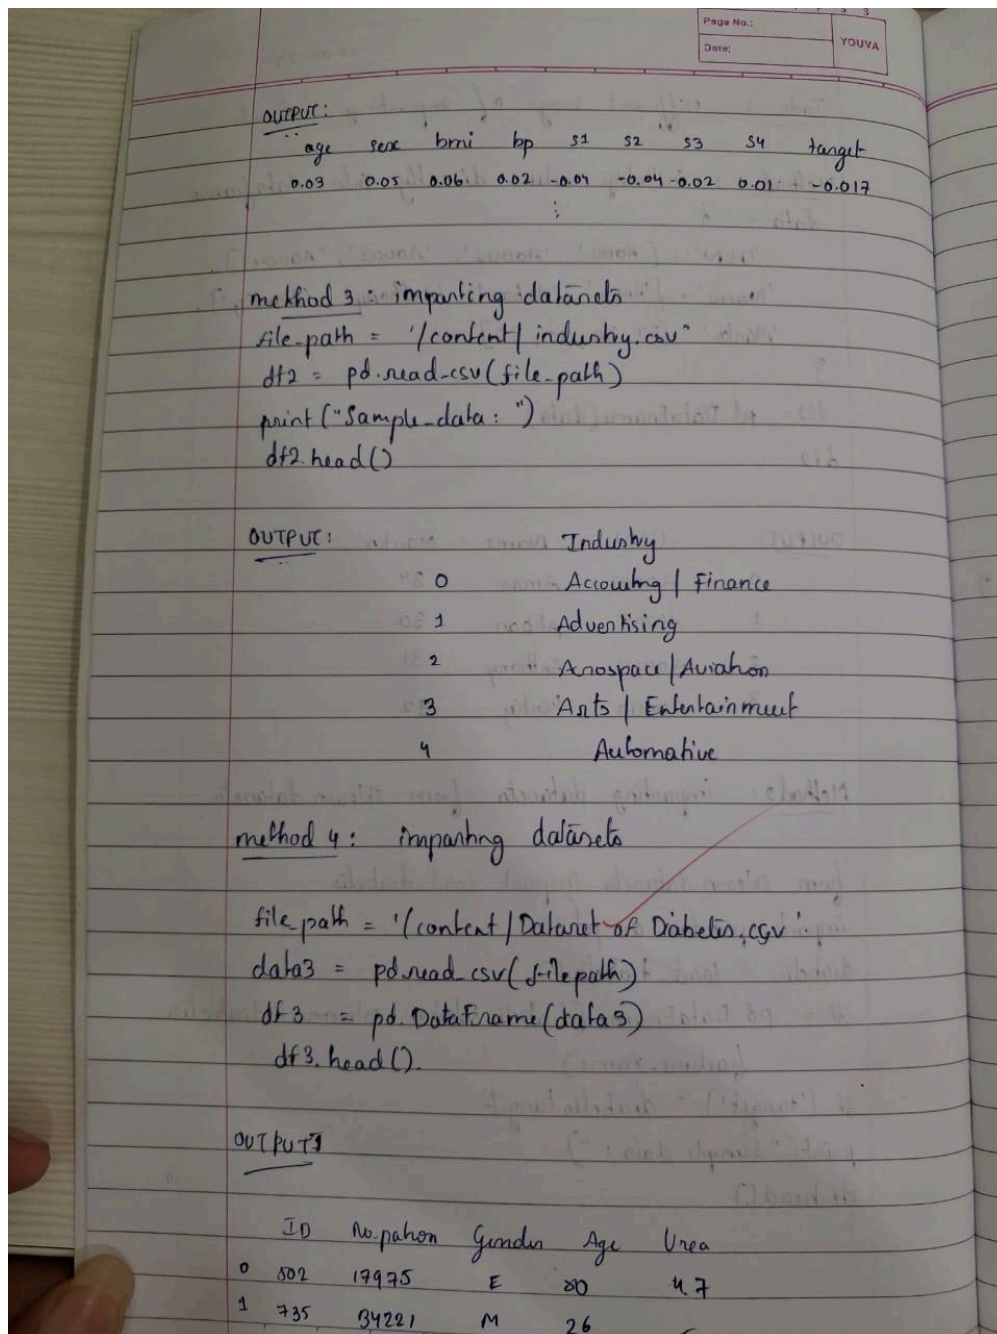 Page No.:
Date:
YOUVA
OUTPUT:
age sex bmi bp s1 s2 s3 s4 target
0.03 0.05 0.06 0.02 -0.04 -0.04 -0.02 0.01 -0.017
⋮
method 3: importing datasets
file_path = '/content/industry.csv"
df2 = pd.read_csv(file_path)
print("Sample_data: ")
df2.head()
OUTPUT:
Industry
0 Accounting / Finance
1 Advertising
2 Aerospace / Aviation
3 Arts / Entertainment
4 Automative
method 4: importing datasets
file_path = '/content/Dataset of Diabetes.csv'
data3 = pd.read_csv(filepath)
df3 = pd.DataFrame(data3)
df3.head().
OUTPUT:
ID No.pation Gender Age Urea
0 502 17975 E 50 4.7
1 735 34221 M 26